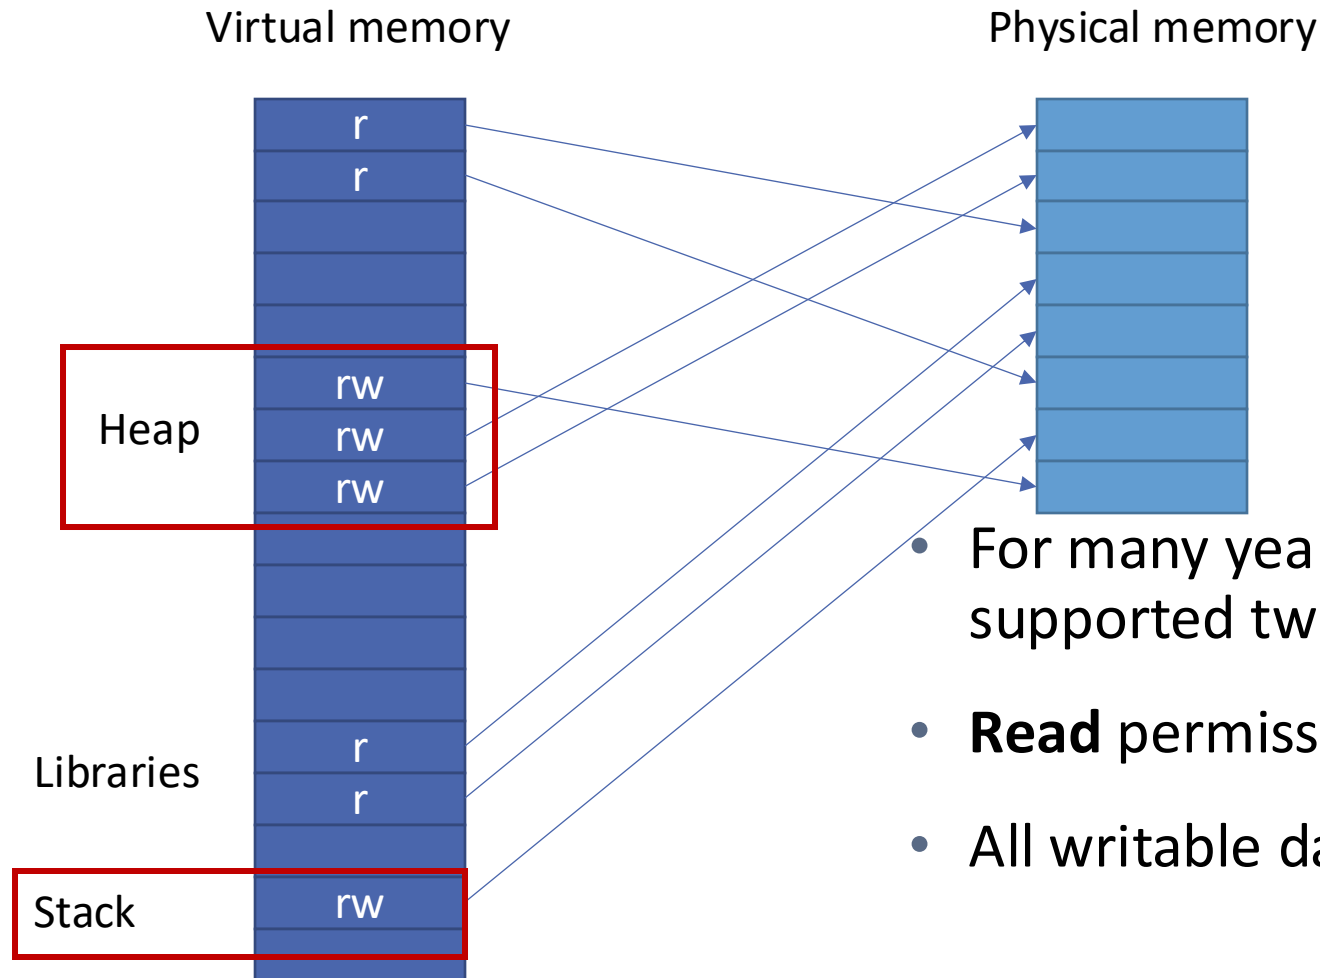 Virtual memory
Physical memory
r
r
Heap
rw
rw
rw
Libraries
r
r
Stack
rw
• For many yea
supported tw
• Read permiss
• All writable da